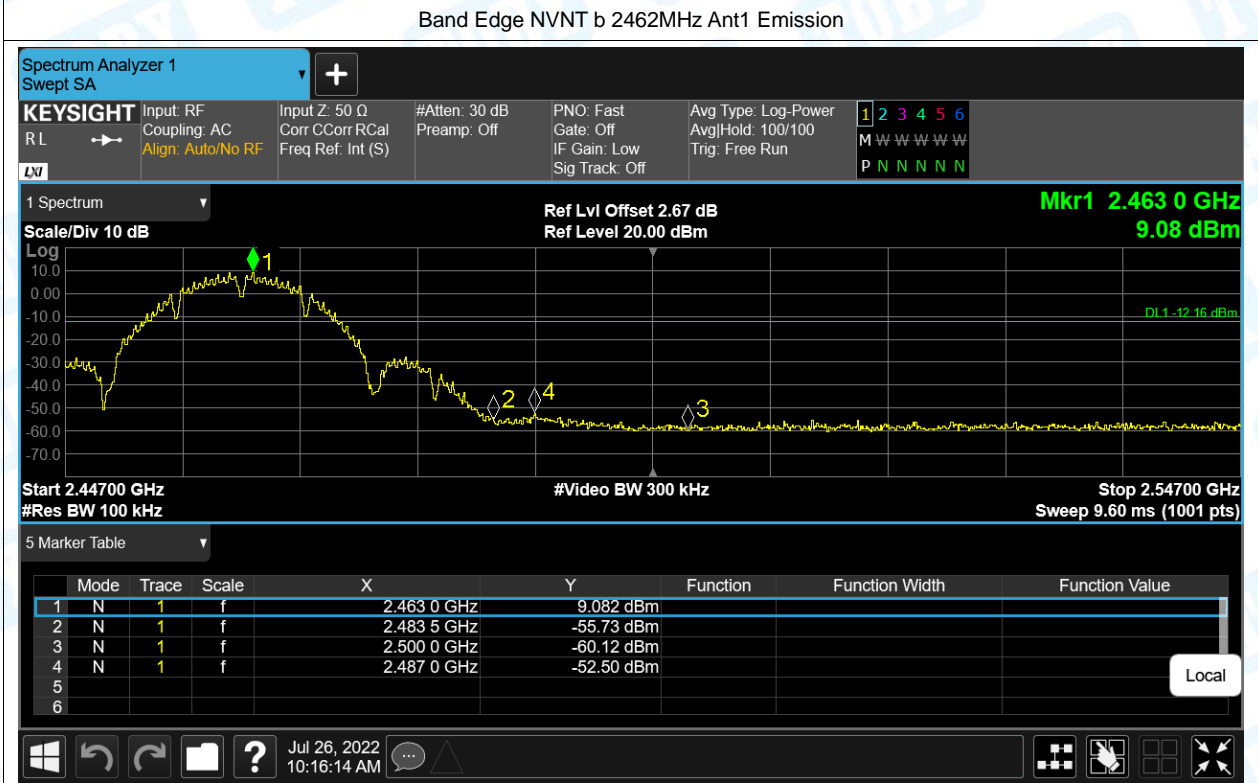 Band Edge NVNT b 2462MHz Ant1 Emission
Spectrum Analyzer 1
Swept SA
+
KEYSIGHT
R L
LXI
Input: RF
Coupling: AC
Align: Auto/No RF
Input Z: 50 Ω
Corr CCorr RCal
Freq Ref: Int (S)
#Atten: 30 dB
Preamp: Off
PNO: Fast
Gate: Off
IF Gain: Low
Sig Track: Off
Avg Type: Log-Power
Avg|Hold: 100/100
Trig: Free Run
1 2 3 4 5 6
M W W W W W
P N N N N N
1 Spectrum
Scale/Div 10 dB
Ref Lvl Offset 2.67 dB
Ref Level 20.00 dBm
Mkr1 2.463 0 GHz
9.08 dBm
Log
10.0
0.00
-10.0
-20.0
-30.0
-40.0
-50.0
-60.0
-70.0
1
2
4
3
DL1 -12.16 dBm
Start 2.44700 GHz
#Video BW 300 kHz
Stop 2.54700 GHz
#Res BW 100 kHz
Sweep 9.60 ms (1001 pts)
5 Marker Table
Mode Trace Scale X Y Function Function Width Function Value
1 N 1 f 2.463 0 GHz 9.082 dBm
2 N 1 f 2.483 5 GHz -55.73 dBm
3 N 1 f 2.500 0 GHz -60.12 dBm
4 N 1 f 2.487 0 GHz -52.50 dBm
5
6
Local
?
Jul 26, 2022
10:16:14 AM